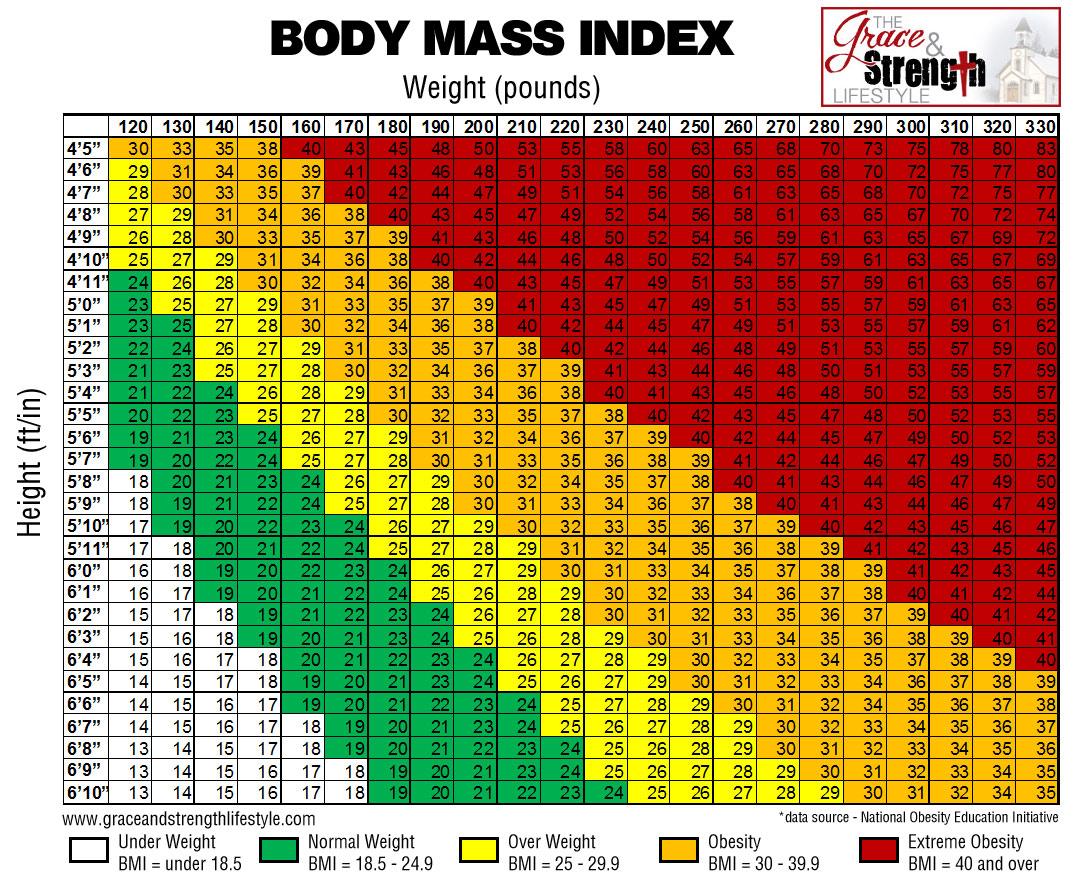 BODY MASS INDEX
Weight (pounds)
THE
Grace &
Strength
LIFESTYLE
120 130 140 150 160 170 180 190 200 210 220 230 240 250 260 270 280 290 300 310 320 330
4’5” 30 33 35 38 40 43 45 48 50 53 55 58 60 63 65 68 70 73 75 78 80 83
4’6” 29 31 34 36 39 41 43 46 48 51 53 56 58 60 63 65 68 70 72 75 77 80
4’7” 28 30 33 35 37 40 42 44 47 49 51 54 56 58 61 63 65 68 70 72 75 77
4’8” 27 29 31 34 36 38 40 43 45 47 49 52 54 56 58 61 63 65 67 70 72 74
4’9” 26 28 30 33 35 37 39 41 43 46 48 50 52 54 56 59 61 63 65 67 69 72
4’10” 25 27 29 31 34 36 38 40 42 44 46 48 50 52 54 57 59 61 63 65 67 69
4’11” 24 26 28 30 32 34 36 38 40 43 45 47 49 51 53 55 57 59 61 63 65 67
5’0” 23 25 27 29 31 33 35 37 39 41 43 45 47 49 51 53 55 57 59 61 63 65
5’1” 23 25 27 28 30 32 34 36 38 40 42 44 45 47 49 51 53 55 57 59 61 62
5’2” 22 24 26 27 29 31 33 35 37 38 40 42 44 46 48 49 51 53 55 57 59 60
5’3” 21 23 25 27 28 30 32 34 36 37 39 41 43 44 46 48 50 51 53 55 57 59
5’4” 21 22 24 26 28 29 31 33 34 36 38 40 41 43 45 46 48 50 52 53 55 57
5’5” 20 22 23 25 27 28 30 32 33 35 37 38 40 42 43 45 47 48 50 52 53 55
5’6” 19 21 23 24 26 27 29 31 32 34 36 37 39 40 42 44 45 47 49 50 52 53
5’7” 19 20 22 24 25 27 28 30 31 33 35 36 38 39 41 42 44 46 47 49 50 52
5’8” 18 20 21 23 24 26 27 29 30 32 34 35 37 38 40 41 43 44 46 47 49 50
5’9” 18 19 21 22 24 25 27 28 30 31 33 34 36 37 38 40 41 43 44 46 47 49
5’10” 17 19 20 22 23 24 26 27 29 30 32 33 35 36 37 39 40 42 43 45 46 47
5’11” 17 18 20 21 22 24 25 27 28 29 31 32 34 35 36 38 39 41 42 43 45 46
6’0” 16 18 19 20 22 23 24 26 27 29 30 31 33 34 35 37 38 39 41 42 43 45
6’1” 16 17 19 20 21 22 24 25 26 28 29 30 32 33 34 36 37 38 40 41 42 44
6’2” 15 17 18 19 21 22 23 24 26 27 28 30 31 32 33 35 36 37 39 40 41 42
6’3” 15 16 18 19 20 21 23 24 25 26 28 29 30 31 33 34 35 36 38 39 40 41
6’4” 15 16 17 18 20 21 22 23 24 26 27 28 29 30 32 33 34 35 37 38 39 40
6’5” 14 15 17 18 19 20 21 23 24 25 26 27 29 30 31 32 33 34 36 37 38 39
6’6” 14 15 16 17 19 20 21 22 23 24 25 27 28 29 30 31 32 34 35 36 37 38
6’7” 14 15 16 17 18 19 20 21 23 24 25 26 27 28 29 30 32 33 34 35 36 37
6’8” 13 14 15 17 18 19 20 21 22 23 24 25 26 28 29 30 31 32 33 34 35 36
6’9” 13 14 15 16 17 18 19 20 21 23 24 25 26 27 28 29 30 31 32 33 34 35
6’10” 13 14 15 16 17 18 19 20 21 22 23 24 25 26 27 28 29 30 31 32 34 35
Height (ft/in)
www.graceandstrengthlifestyle.com
*data source - National Obesity Education Initiative
Under Weight
BMI = under 18.5
Normal Weight
BMI = 18.5 - 24.9
Over Weight
BMI = 25 - 29.9
Obesity
BMI = 30 - 39.9
Extreme Obesity
BMI = 40 and over